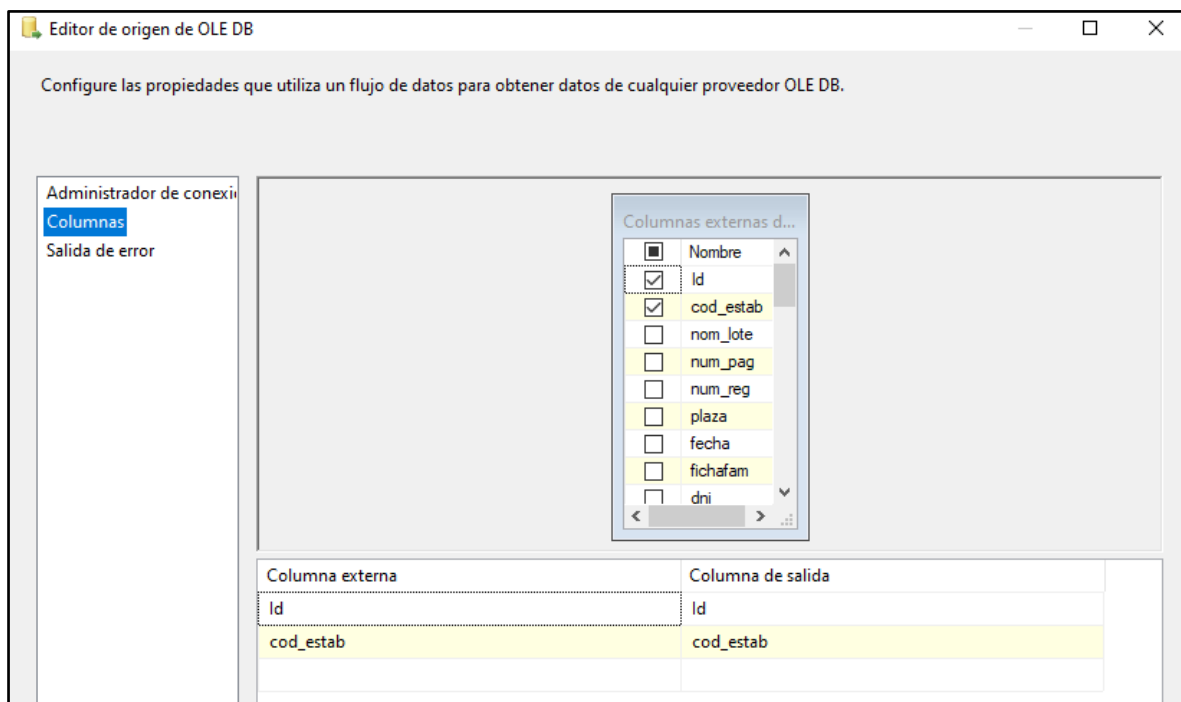 Editor de origen de OLE DB
Configure las propiedades que utiliza un flujo de datos para obtener datos de cualquier proveedor OLE DB.
Administrador de conexi
Columnas
Salida de error
Columnas externas d...
Nombre
Id
cod_estab
nom_lote
num_pag
num_reg
plaza
fecha
fichafam
dni
Columna externa Columna de salida
Id Id
cod_estab cod_estab